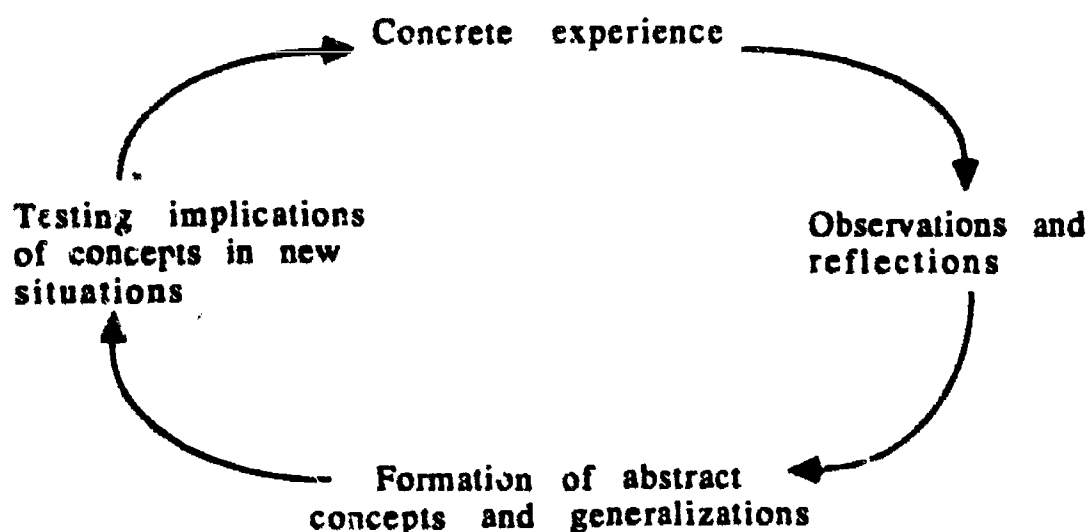 Concrete experience
Observations and
reflections
Formation of abstract
concepts and generalizations
Testing implications
of concepts in new
situations